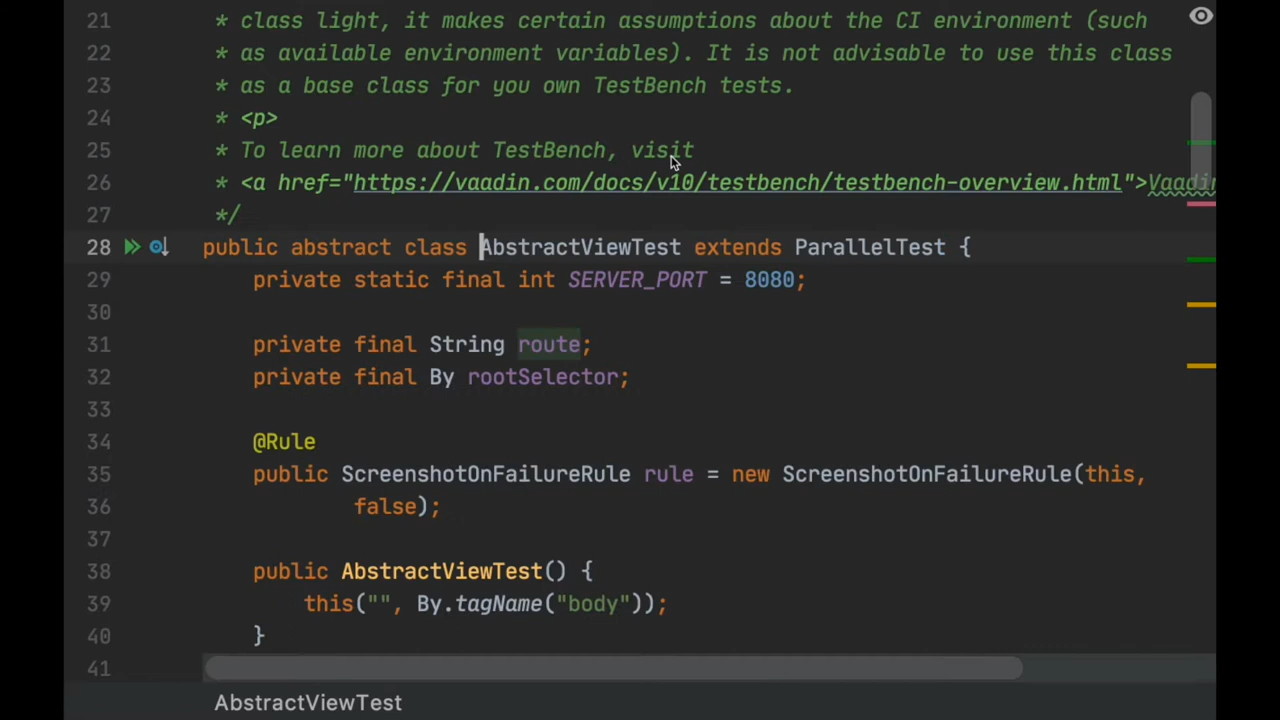 21 * class light, it makes certain assumptions about the CI environment (such
22 * as available environment variables). It is not advisable to use this class
23 * as a base class for you own TestBench tests.
24 * <p>
25 * To learn more about TestBench, visit
26 * <a href="https://vaadin.com/docs/v10/testbench/testbench-overview.html">Vaadin
27 */
28 public abstract class AbstractViewTest extends ParallelTest {
29 private static final int SERVER_PORT = 8080;
30
31 private final String route;
32 private final By rootSelector;
33
34 @Rule
35 public ScreenshotOnFailureRule rule = new ScreenshotOnFailureRule(this,
36 false);
37
38 public AbstractViewTest() {
39 this("", By.tagName("body"));
40 }
41
AbstractViewTest